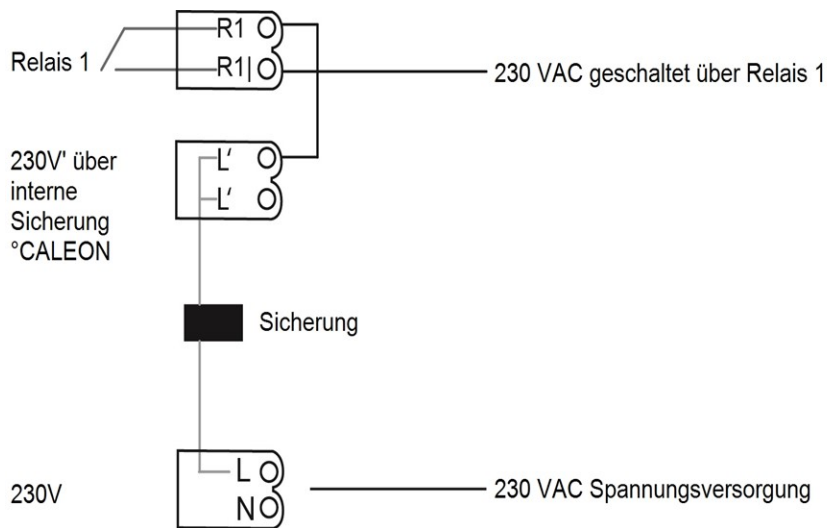 R1
Relais 1
R1|
230 VAC geschaltet über Relais 1
230V' über
interne
Sicherung
°CALEON
L‘
L‘
Sicherung
L
230V
N
230 VAC Spannungsversorgung